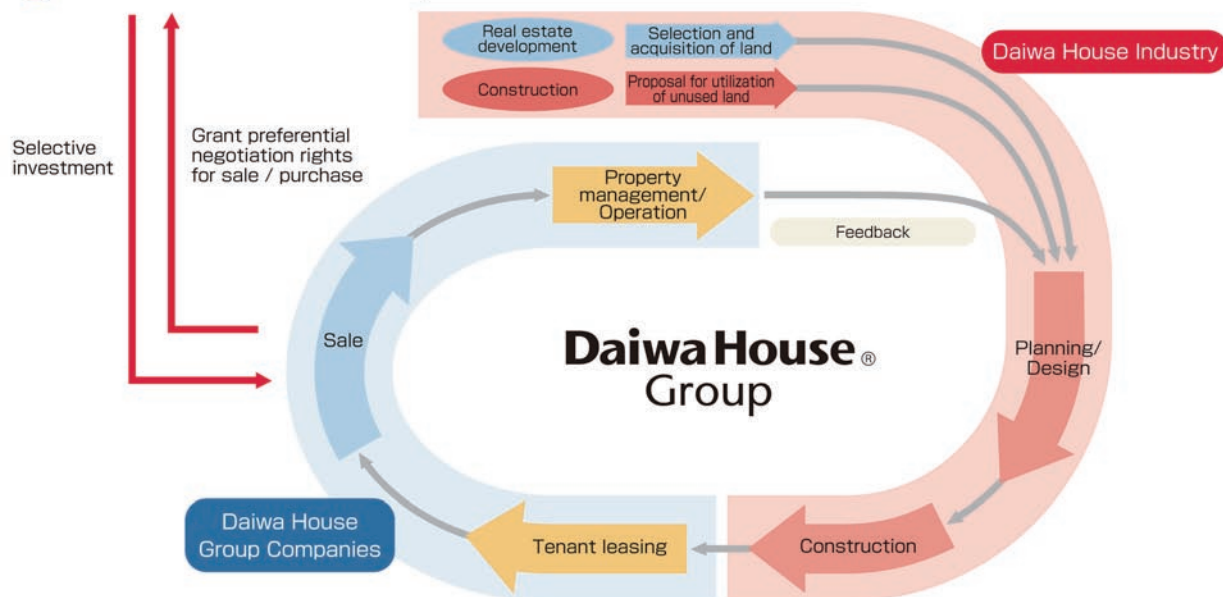 Real estate
development
Selection and
acquisition of land
Daiwa House Industry
Construction
Proposal for utilization
of unused land
Selective
investment
Grant preferential
negotiation rights
for sale / purchase
Property
management/
Operation
Feedback
Sale
Daiwa House ®
Group
Planning/
Design
Daiwa House
Group Companies
Tenant leasing
Construction